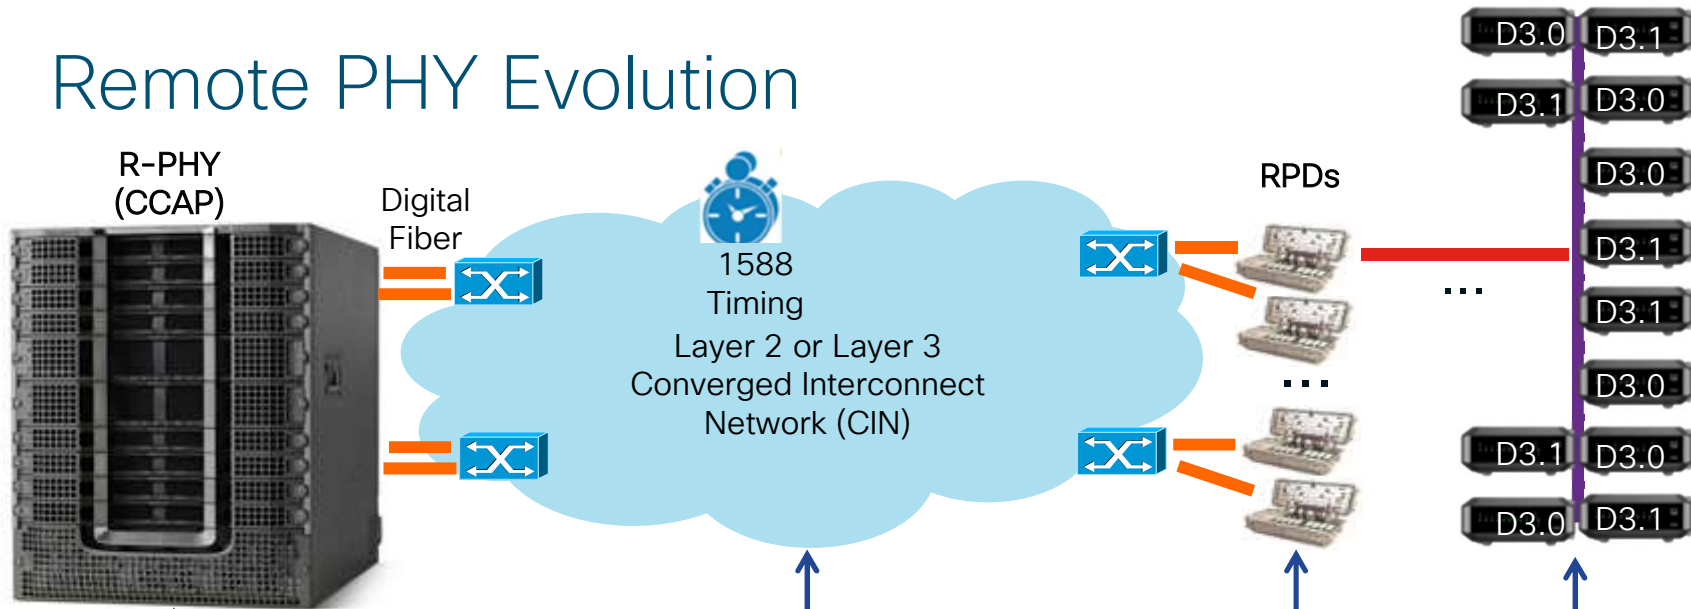 Remote PHY Evolution
R-PHY
(CCAP)
Digital
Fiber
1588
Timing
Layer 2 or Layer 3
Converged Interconnect
Network (CIN)
RPDs
...
...
D3.0 D3.1
D3.1 D3.0
D3.0
D3.1
D3.1
D3.0
D3.1 D3.0
D3.0 D3.1